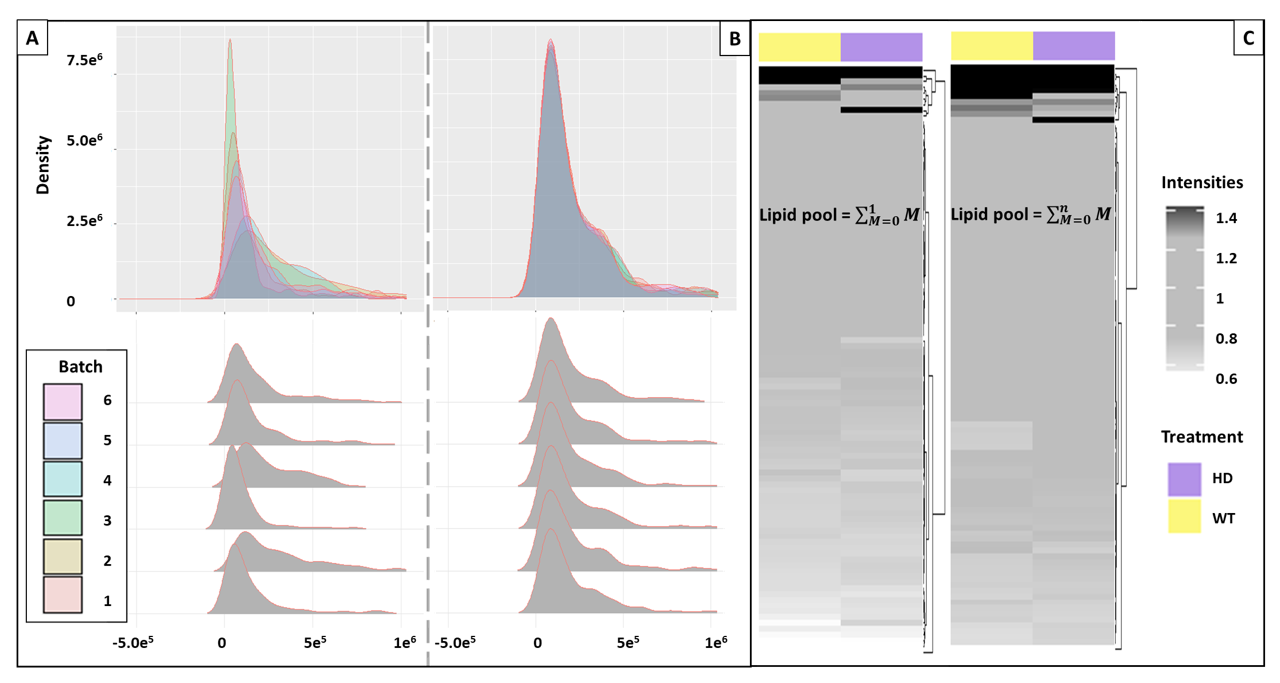 A
B
C
Density
7.5e⁶
5.0e⁶
2.5e⁶
0
Batch
6
5
4
3
2
1
-5.0e⁵ 0 5e⁵ 1e⁶
-5.0e⁵ 0 5e⁵ 1e⁶
Lipid pool = ∑¹M=0 M
Lipid pool = ∑ⁿM=0 M
Intensities
1.4
1.2
1
0.8
0.6
Treatment
HD
WT